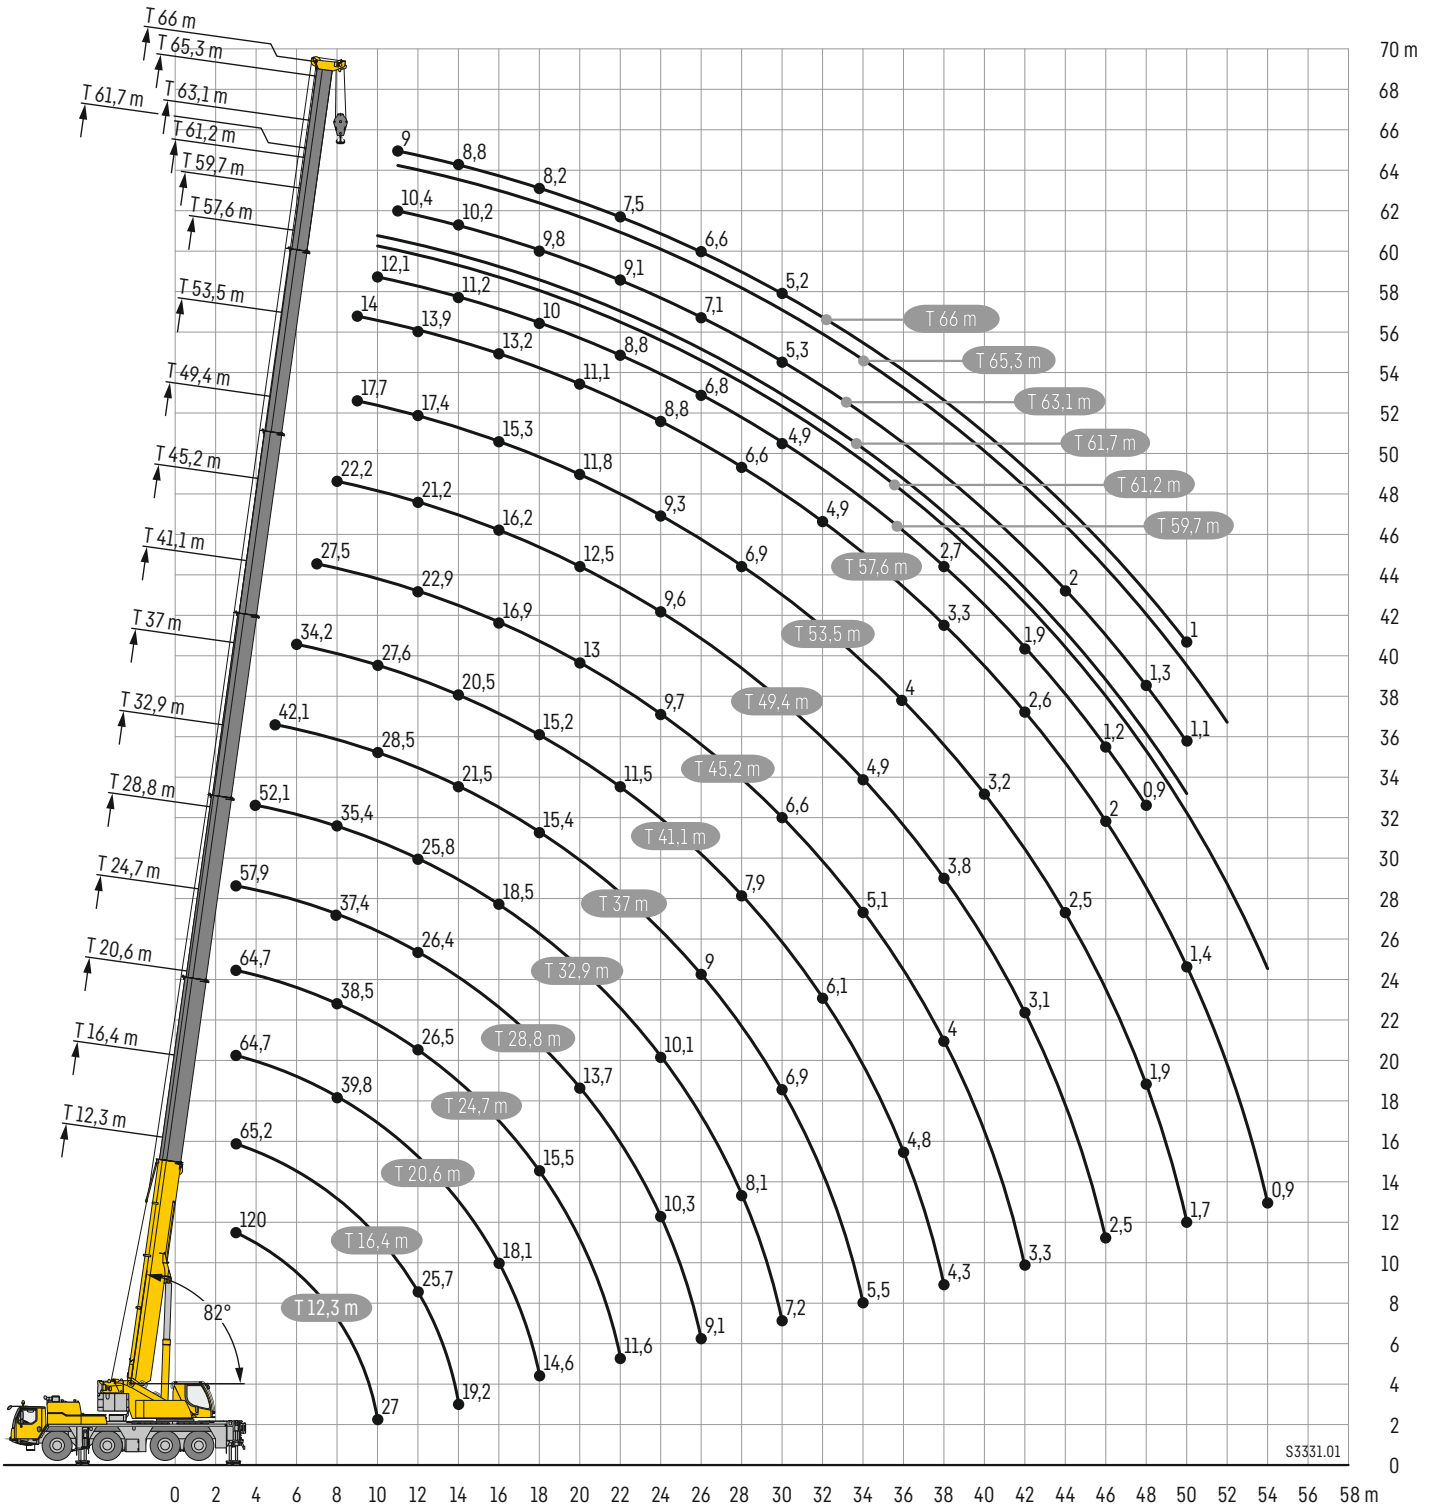 T 66 m
T 65,3 m
T 63,1 m
T 61,7 m
T 61,2 m
T 59,7 m
T 57,6 m
T 53,5 m
T 49,4 m
T 45,2 m
T 41,1 m
T 37 m
T 32,9 m
T 28,8 m
T 24,7 m
T 20,6 m
T 16,4 m
T 12,3 m
82°
9 8,8 8,2 7,5 6,6 5,2 1
10,4 10,2 9,8 9,1 7,1 5,3 2 1,3 1,1
12,1 11,2 10 8,8 6,8 4,9 2,7 1,9 1,2 0,9
14 13,9 13,2 11,1 8,8 6,6 4,9 3,3 2,6 2 1,4 0,9
17,7 17,4 15,3 11,8 9,3 6,9 4 3,2 2,5 1,9 1,7
22,2 21,2 16,2 12,5 9,6 4,9 3,8 3,1 2,5
27,5 22,9 16,9 13 9,7 6,6 5,1 4 3,3
34,2 27,6 20,5 15,2 11,5 7,9 6,1 4,8 4,3
42,1 28,5 21,5 15,4 9 6,9 5,5
52,1 35,4 25,8 18,5 10,1 8,1 7,2
57,9 37,4 26,4 13,7 10,3 9,1
64,7 38,5 26,5 15,5 11,6
64,7 39,8 18,1 14,6
65,2 25,7 19,2
120 27
T 66 m
T 65,3 m
T 63,1 m
T 61,7 m
T 61,2 m
T 59,7 m
T 57,6 m
T 53,5 m
T 49,4 m
T 45,2 m
T 41,1 m
T 37 m
T 32,9 m
T 28,8 m
T 24,7 m
T 20,6 m
T 16,4 m
T 12,3 m
70 m
68
66
64
62
60
58
56
54
52
50
48
46
44
42
40
38
36
34
32
30
28
26
24
22
20
18
16
14
12
10
8
6
4
2
0
S3331.01
0 2 4 6 8 10 12 14 16 18 20 22 24 26 28 30 32 34 36 38 40 42 44 46 48 50 52 54 56 58 m